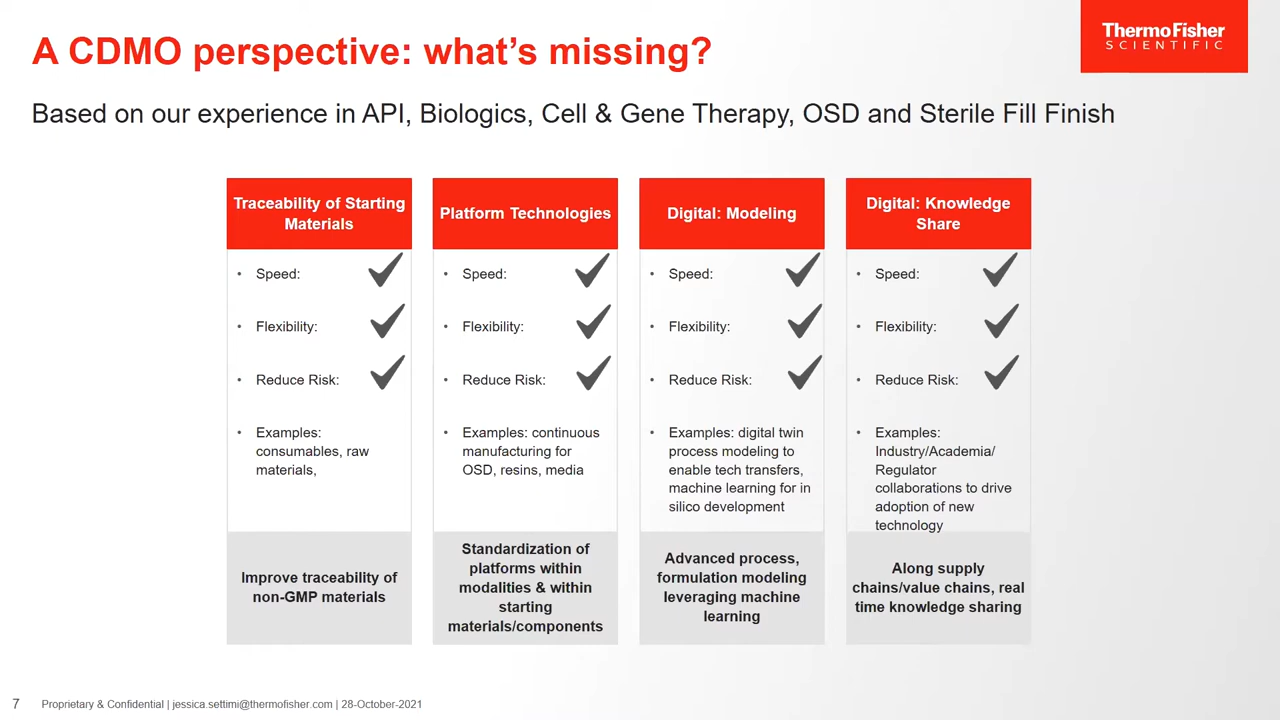 A CDMO perspective: what's missing?
ThermoFisher
SCIENTIFIC
Based on our experience in API, Biologics, Cell & Gene Therapy, OSD and Sterile Fill Finish
Traceability of Starting
Materials
• Speed:
• Flexibility:
• Reduce Risk:
• Examples:
consumables, raw
materials,
Improve traceability of
non-GMP materials
Platform Technologies
• Speed:
• Flexibility:
• Reduce Risk:
• Examples: continuous
manufacturing for
OSD, resins, media
Standardization of
platforms within
modalities & within
starting
materials/components
Digital: Modeling
• Speed:
• Flexibility:
• Reduce Risk:
• Examples: digital twin
process modeling to
enable tech transfers,
machine learning for in
silico development
Advanced process,
formulation modeling
leveraging machine
learning
Digital: Knowledge
Share
• Speed:
• Flexibility:
• Reduce Risk:
• Examples:
Industry/Academia/
Regulator
collaborations to drive
adoption of new
technology
Along supply
chains/value chains, real
time knowledge sharing
7 Proprietary & Confidential | jessica.settimi@thermofisher.com | 28-October-2021